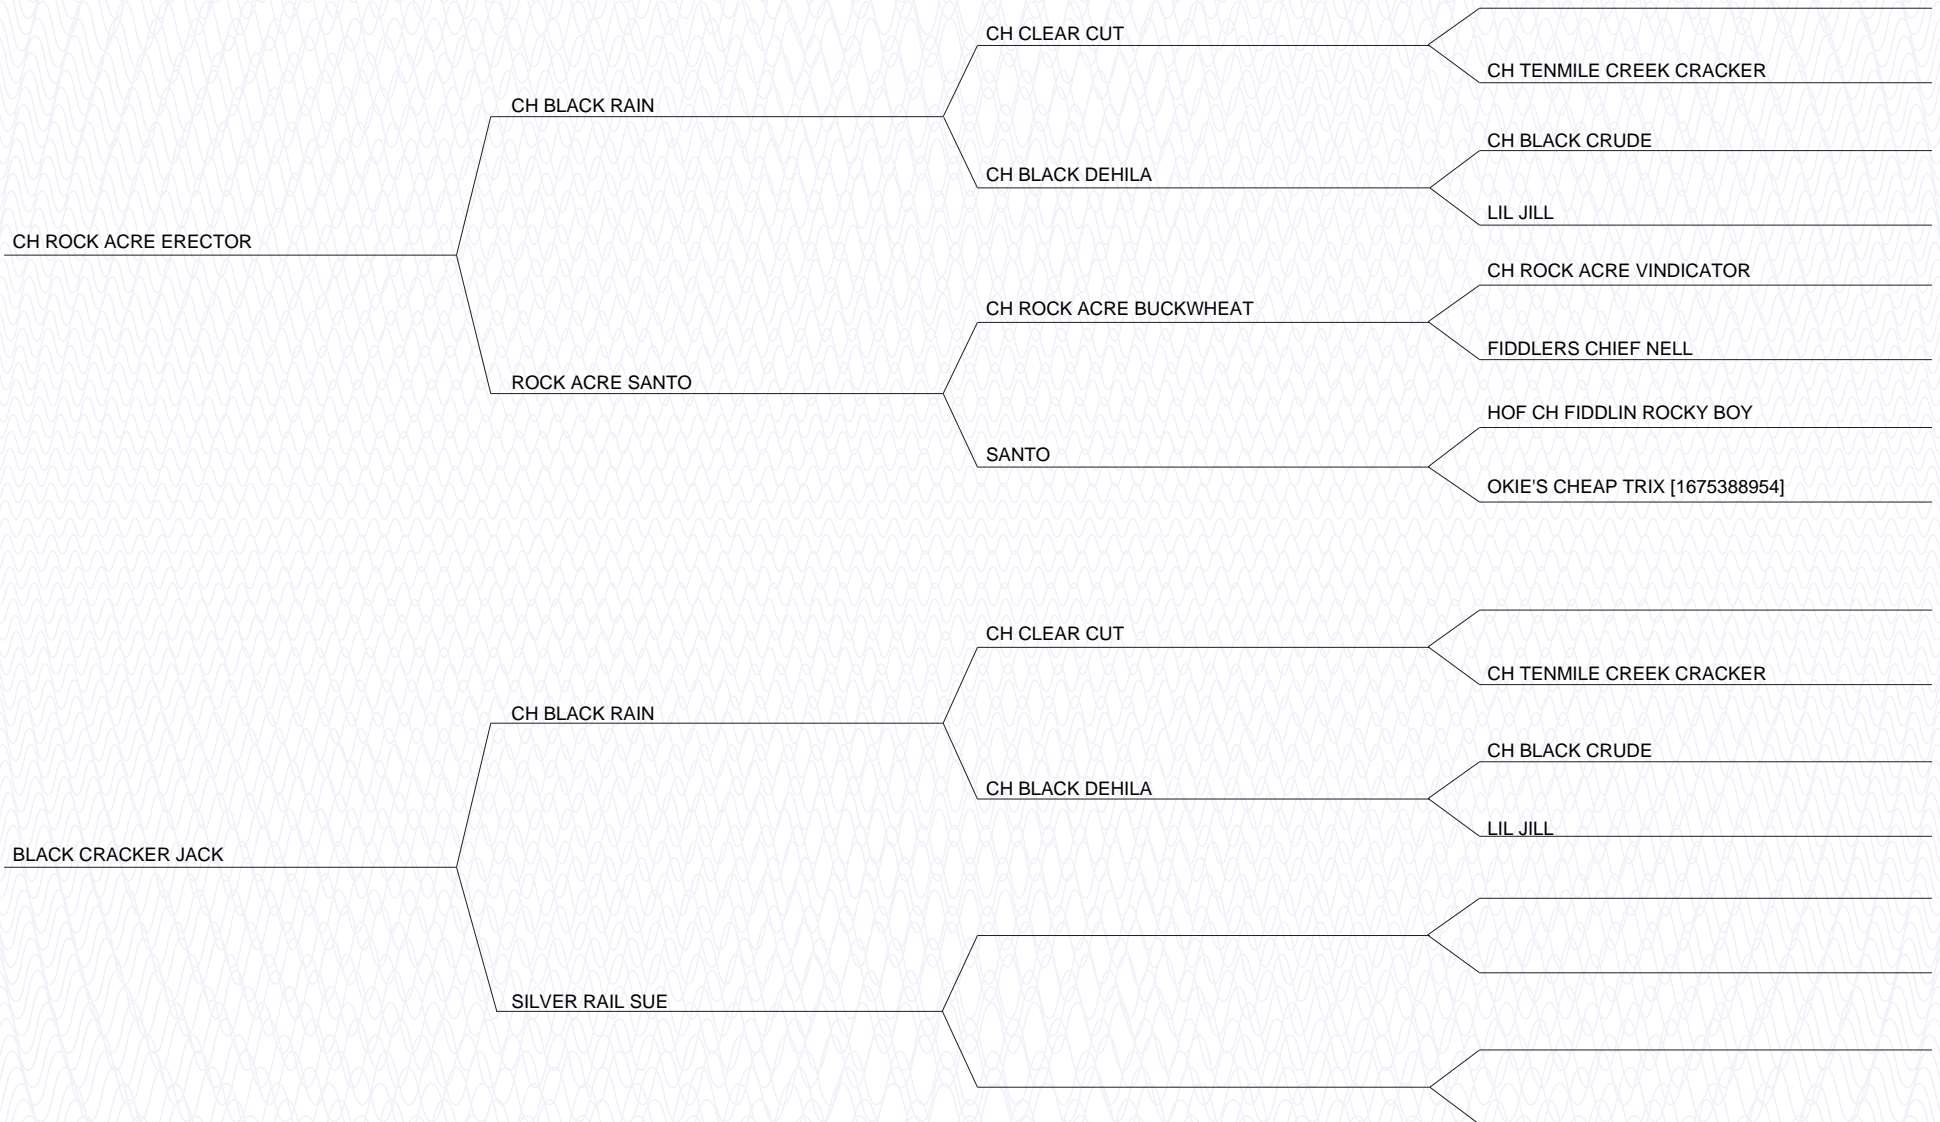 CH CLEAR CUT
CH TENMILE CREEK CRACKER
CH BLACK RAIN
CH BLACK CRUDE
CH BLACK DEHILA
LIL JILL
CH ROCK ACRE ERECTOR
CH ROCK ACRE VINDICATOR
CH ROCK ACRE BUCKWHEAT
FIDDLERS CHIEF NELL
ROCK ACRE SANTO
HOF CH FIDDLIN ROCKY BOY
SANTO
OKIE'S CHEAP TRIX [1675388954]
CH CLEAR CUT
CH TENMILE CREEK CRACKER
CH BLACK RAIN
CH BLACK CRUDE
CH BLACK DEHILA
LIL JILL
BLACK CRACKER JACK
SILVER RAIL SUE